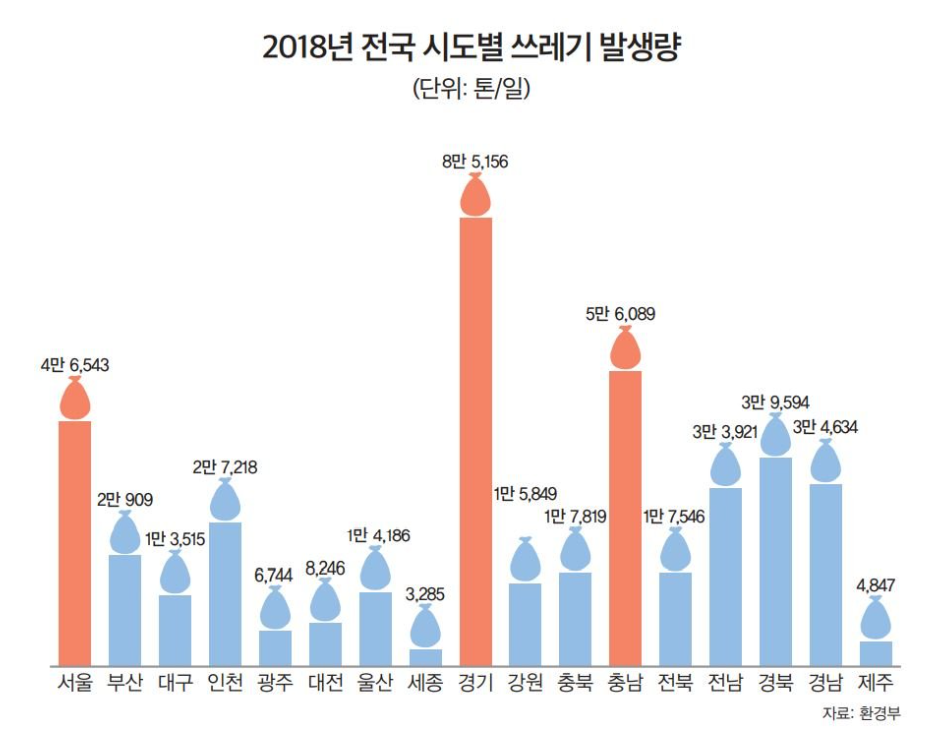 2018년 전국 시도별 쓰레기 발생량
(단위: 톤/일)
8만 5,156
5만 6,089
4만 6,543
3만 9,594
3만 3,921
3만 4,634
2만 7,218
2만 909
1만 5,849
1만 7,819
1만 7,546
1만 3,515
1만 4,186
6,744
8,246
3,285
4,847
서울 부산 대구 인천 광주 대전 울산 세종 경기 강원 충북 충남 전북 전남 경북 경남 제주
자료: 환경부